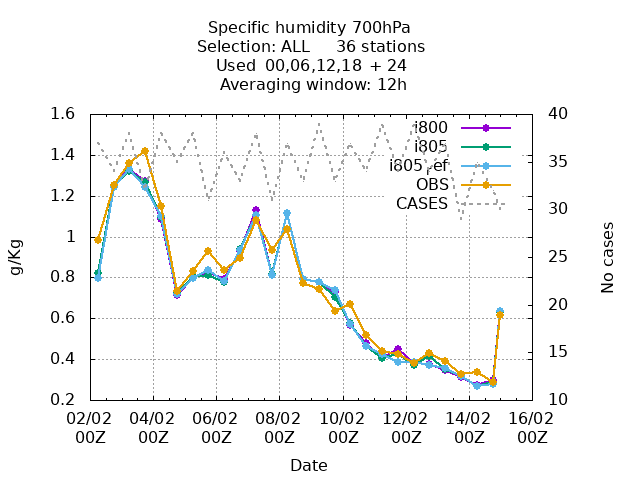 Specific humidity 700hPa
Selection: ALL 36 stations
Used 00,06,12,18 + 24
Averaging window: 12h
1.6
1.4
1.2
1
0.8
0.6
0.4
0.2
g/Kg
40
35
30
25
20
15
10
No cases
i800
i805
i805_ef
OBS
CASES
02/02 04/02 06/02 08/02 10/02 12/02 14/02 16/02
00Z 00Z 00Z 00Z 00Z 00Z 00Z 00Z
Date